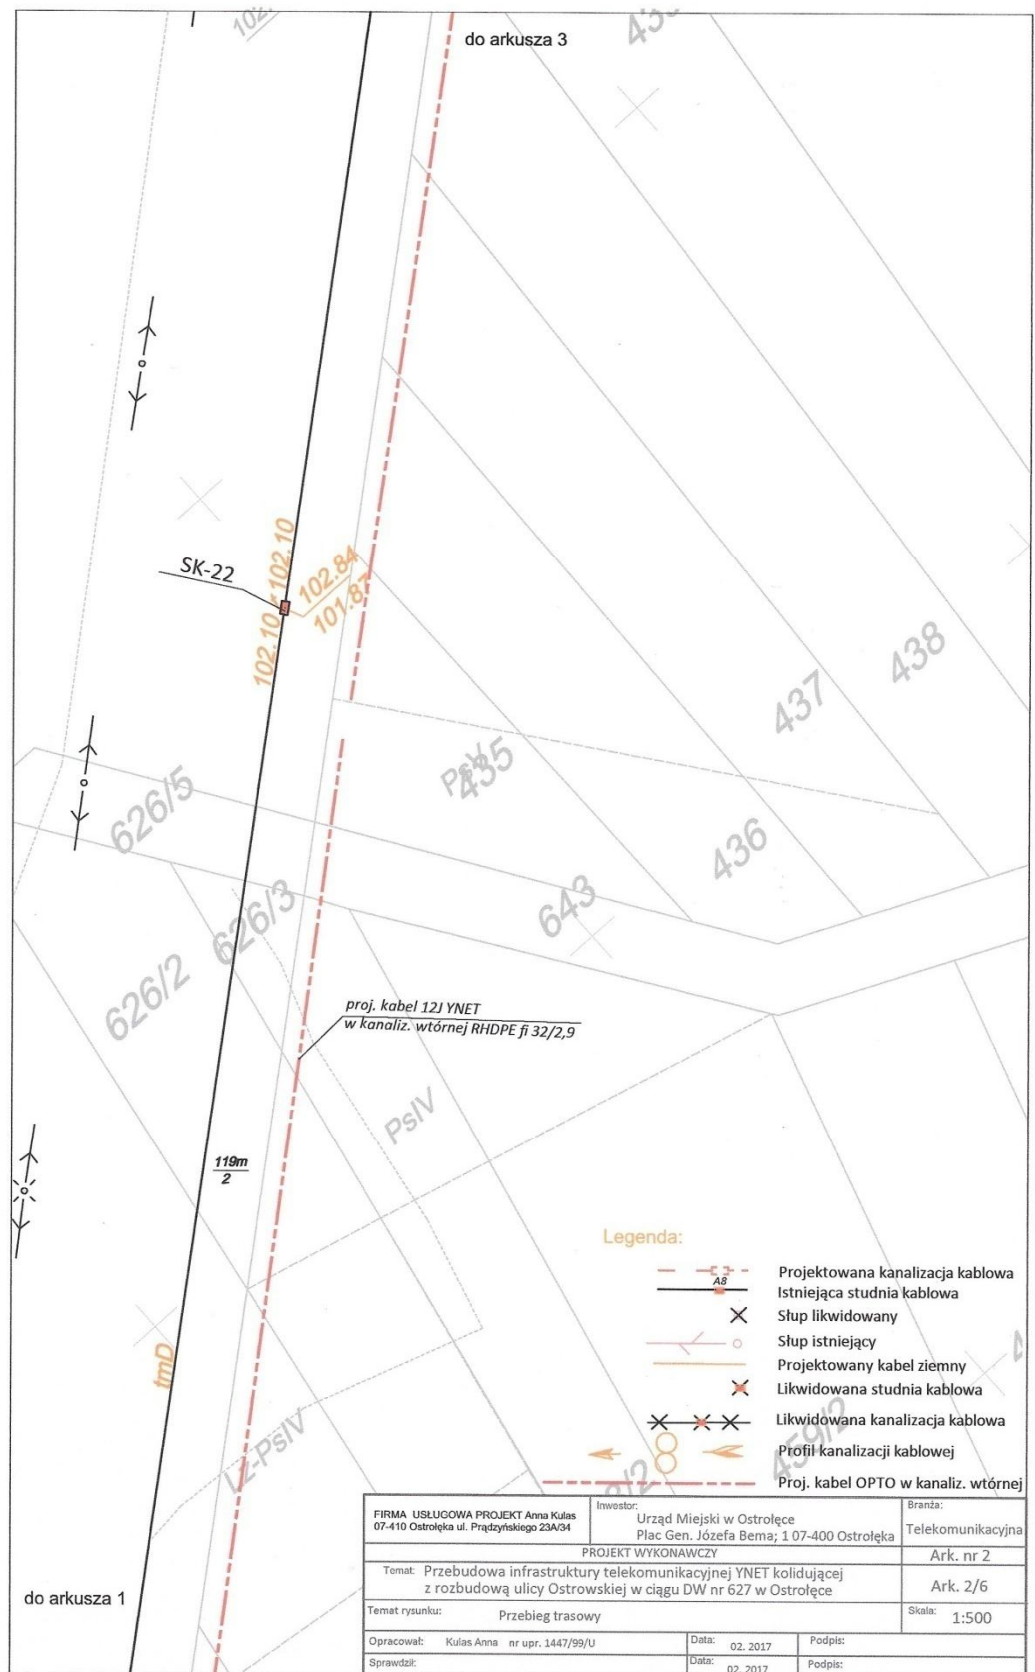 do arkusza 3
SK-22
102.10
102.10
102.84
101.87
438
437
435
436
626/5
643
626/3
626/2
proj. kabel 12J YNET
w kanaliz. wtórnej RHDPE fi 32/2,9
PsIV
119m
2
Legenda:
Projektowana kanalizacja kablowa
A8
Istniejąca studnia kablowa
Słup likwidowany
Słup istniejący
tmD
Projektowany kabel ziemny
Likwidowana studnia kablowa
Likwidowana kanalizacja kablowa
459/2
Lz-PsIV
Profil kanalizacji kablowej
Proj. kabel OPTO w kanaliz. wtórnej
FIRMA USŁUGOWA PROJEKT Anna Kulas
07-410 Ostrołęka ul. Prądzyńskiego 23A/34
Inwestor:
Urząd Miejski w Ostrołęce
Plac Gen. Józefa Bema; 1 07-400 Ostrołęka
Branża:
Telekomunikacyjna
PROJEKT WYKONAWCZY
Ark. nr 2
Temat: Przebudowa infrastruktury telekomunikacyjnej YNET kolidującej
z rozbudową ulicy Ostrowskiej w ciągu DW nr 627 w Ostrołęce
Ark. 2/6
do arkusza 1
Temat rysunku: Przebieg trasowy
Skala: 1:500
Opracował: Kulas Anna nr upr. 1447/99/U
Data: 02. 2017
Podpis:
Sprawdził:
Data: 02. 2017
Podpis: